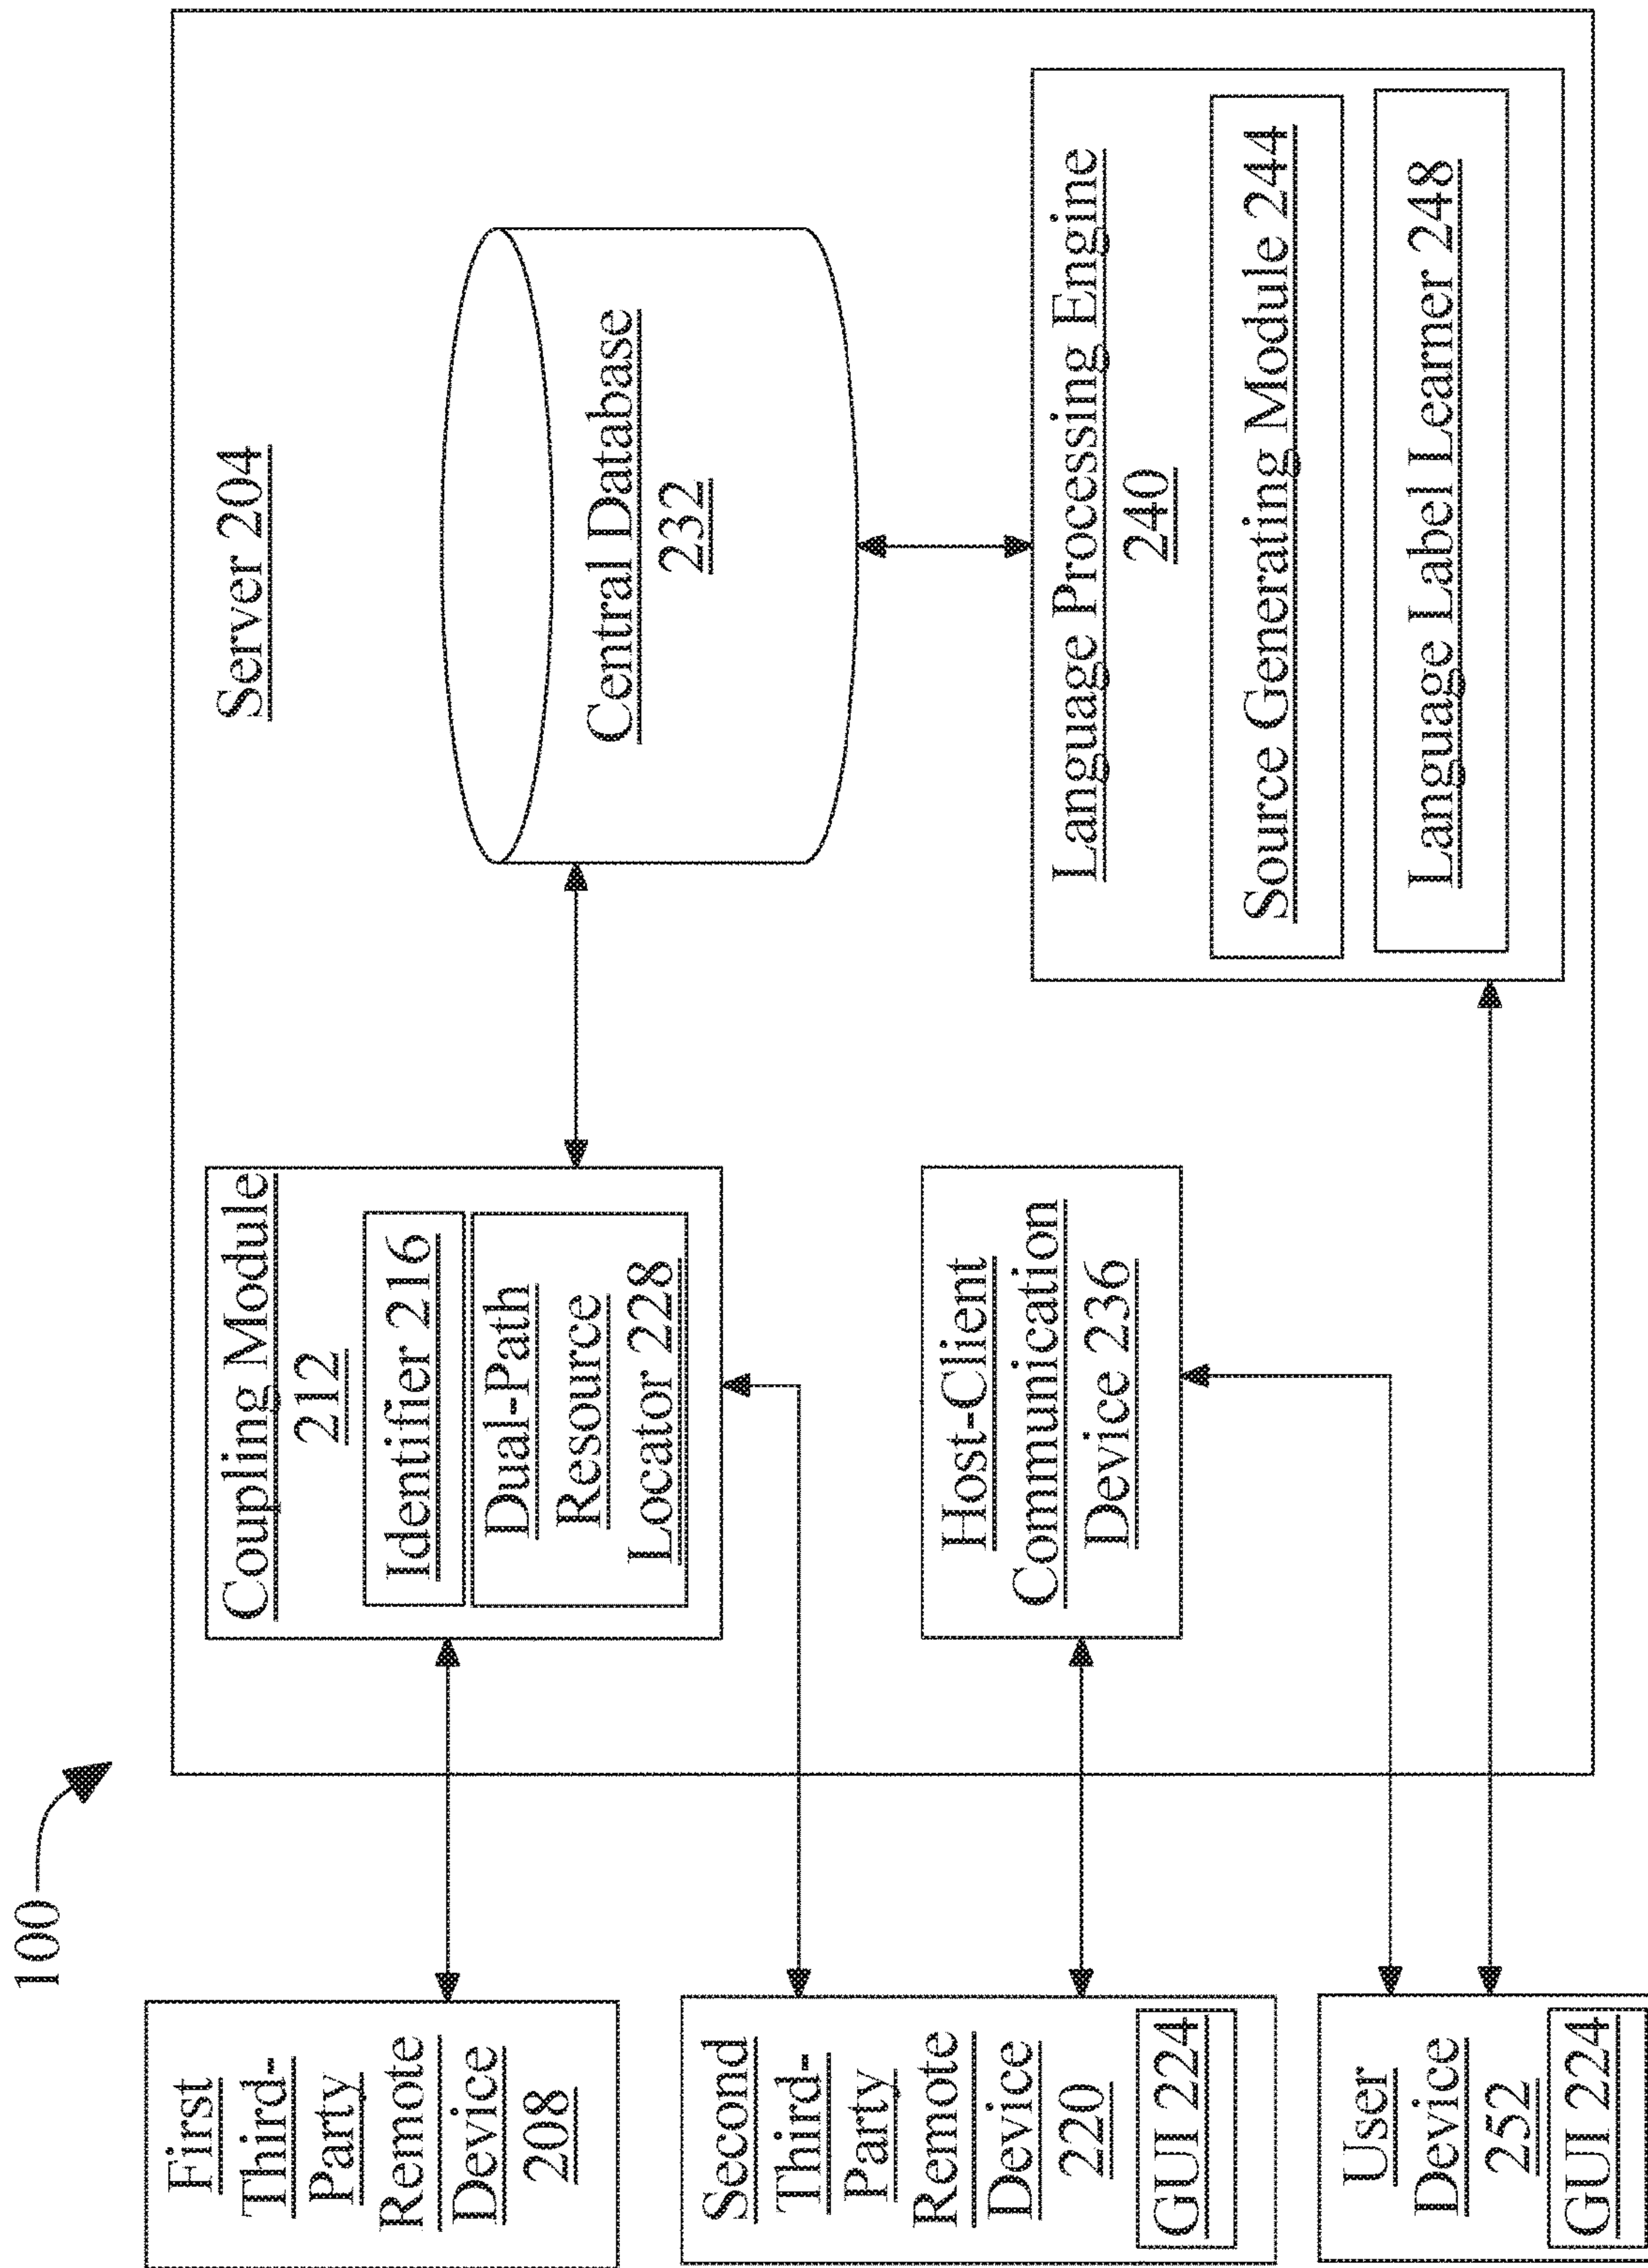 100
Server 204
First
Third-
Party
Remote
Device
208
Coupling Module
212
Identifier 216
Dual-Path
Resource
Locator 228
Central Database
232
Second
Third-
Party
Remote
Device
220
GUI 224
Host-Client
Communication
Device 236
Language Processing Engine
240
Source Generating Module 244
Language Label Learner 248
User
Device
252
GUI 224